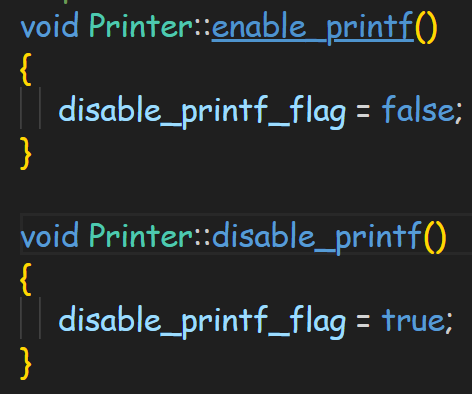 void Printer::enable_printf()
{
disable_printf_flag = false;
}
void Printer::disable_printf()
{
disable_printf_flag = true;
}